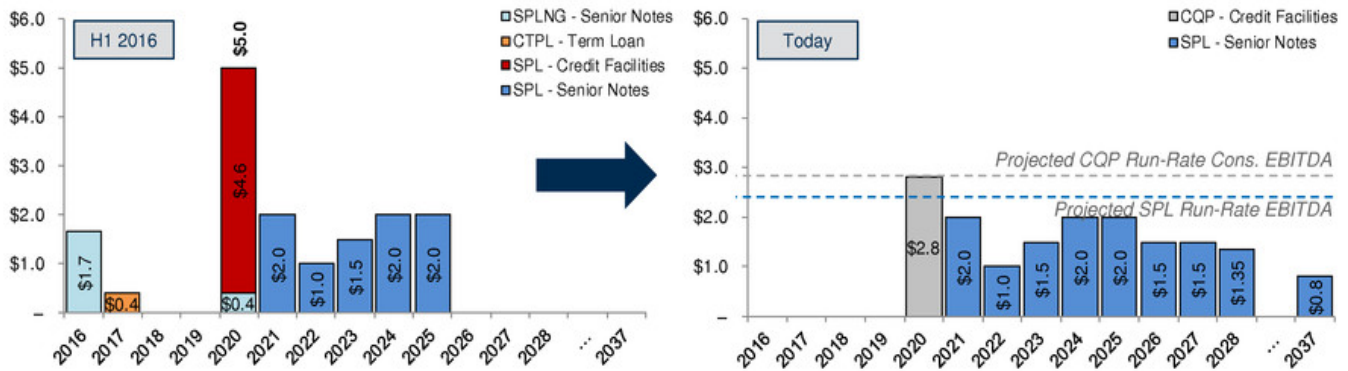 H1 2016
SPLNG - Senior Notes
CTPL - Term Loan
SPL - Credit Facilities
SPL - Senior Notes
$6.0
$5.0
$4.0
$3.0
$2.0
$1.0
–
$1.7
$0.4
$5.0
$4.6
$0.4
$2.0
$1.0
$1.5
$2.0
$2.0
2016 2017 2018 2019 2020 2021 2022 2023 2024 2025 2026 2027 2028 ... 2037
Today
CQP - Credit Facilities
SPL - Senior Notes
$6.0
$5.0
$4.0
$3.0
$2.0
$1.0
–
Projected CQP Run-Rate Cons. EBITDA
Projected SPL Run-Rate EBITDA
$2.8
$2.0
$1.0
$1.5
$2.0
$2.0
$1.5
$1.5
$1.35
$0.8
2016 2017 2018 2019 2020 2021 2022 2023 2024 2025 2026 2027 2028 ... 2037